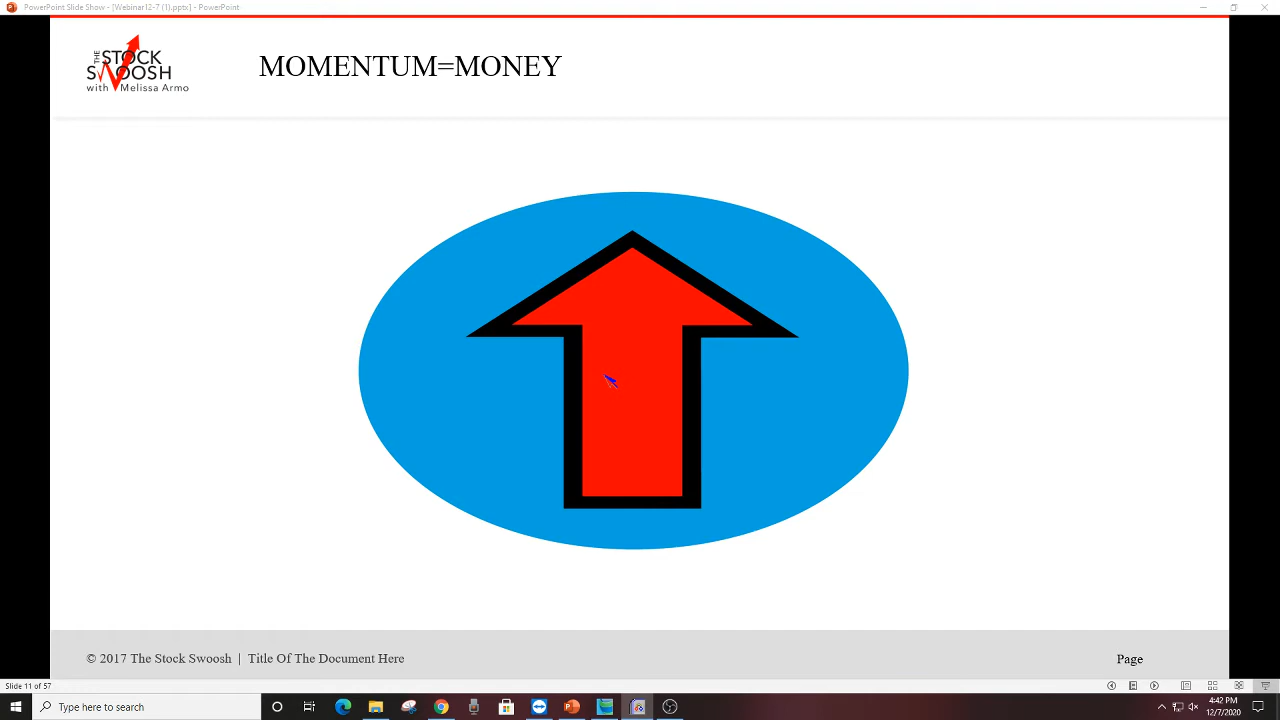 PowerPoint Slide Show - [Webinar12-7 (1).pptx] - PowerPoint
THE STOCK
SWOOSH
with Melissa Armo
MOMENTUM=MONEY
© 2017 The Stock Swoosh | Title Of The Document Here
Page
Slide 11 of 57
Type here to search
4:42 PM
12/7/2020